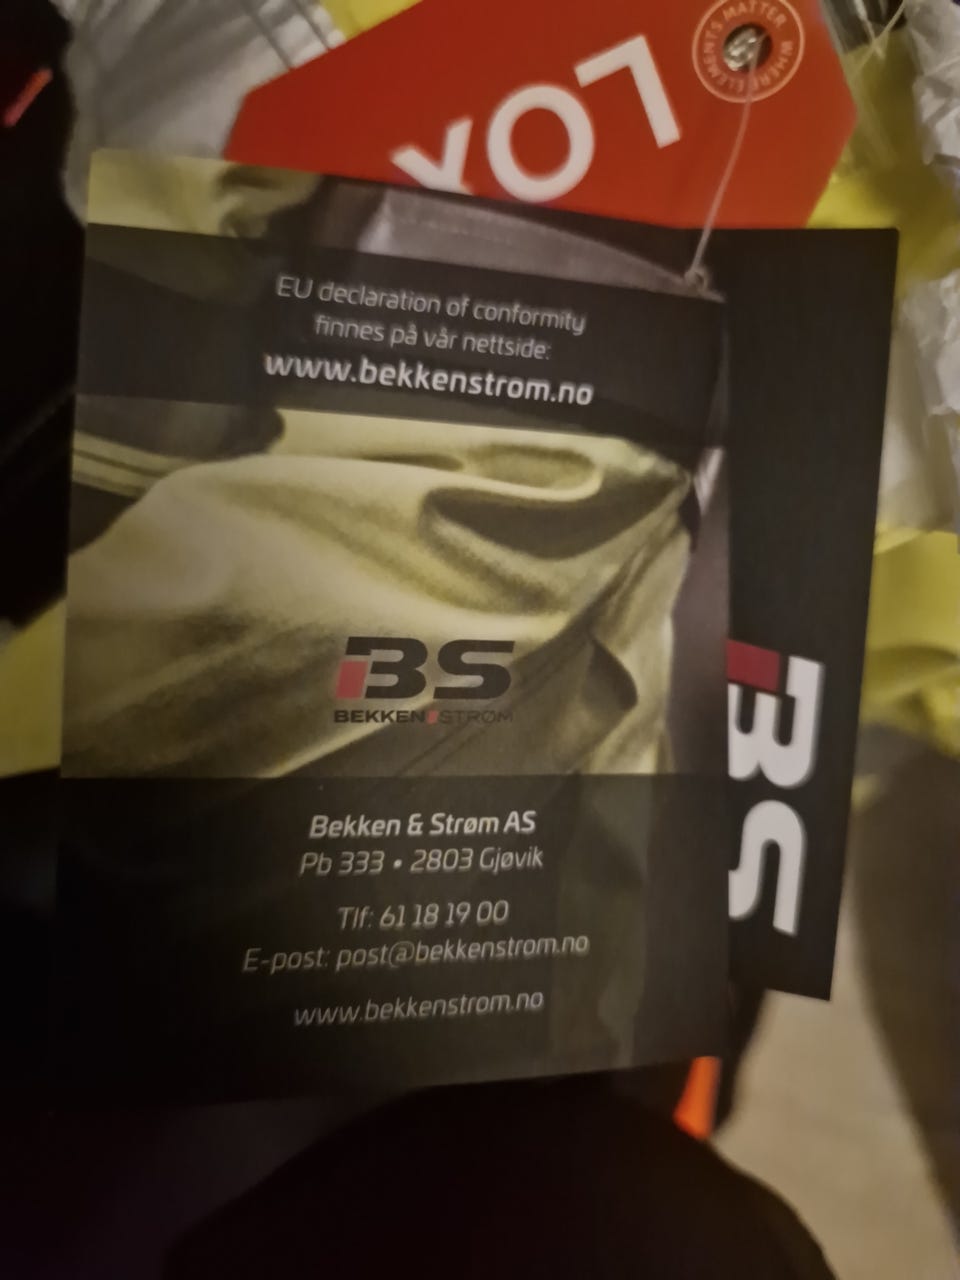 WHERE ELEMENTS MATTER
LOX
EU declaration of conformity
finnes på vår nettside:
www.bekkenstrom.no
BS
BEKKEN STRØM
BS
Bekken & Strøm AS
Pb 333 • 2803 Gjøvik
Tlf: 61 18 19 00
E-post: post@bekkenstrom.no
www.bekkenstrom.no